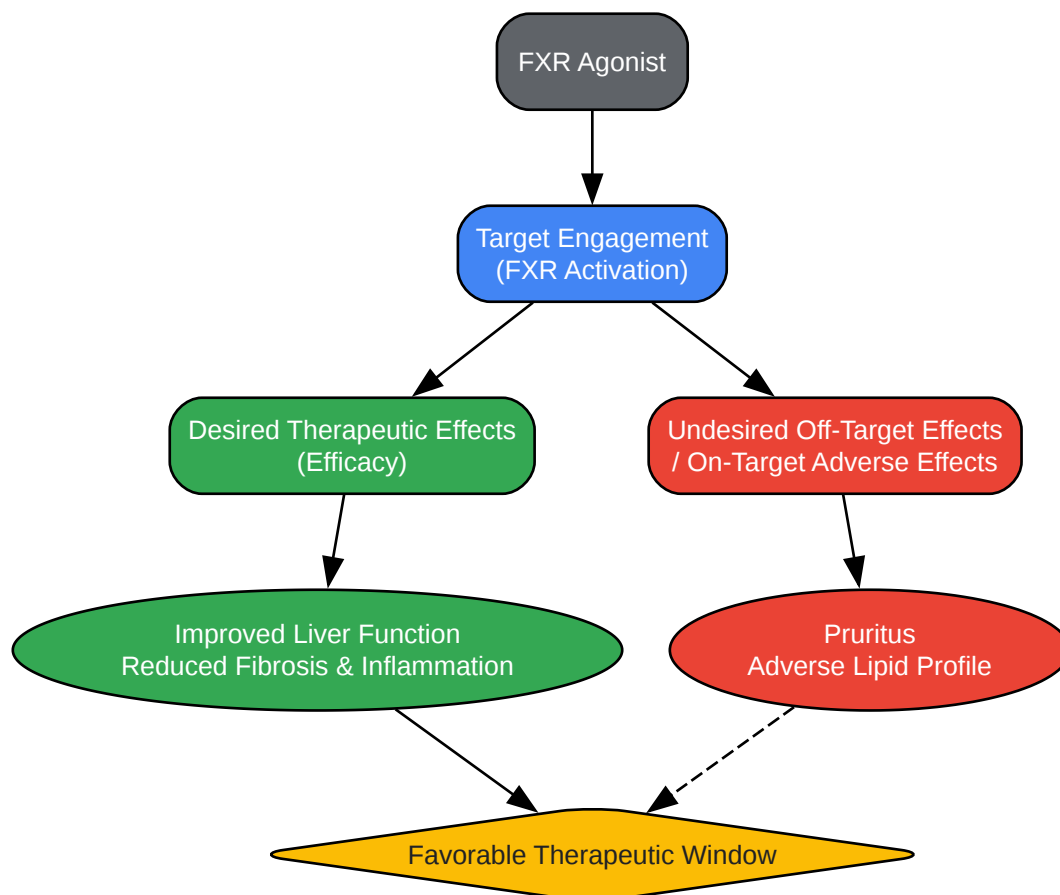 FXR Agonist
Target Engagement
(FXR Activation)
Desired Therapeutic Effects
(Efficacy)
Undesired Off-Target Effects
/ On-Target Adverse Effects
Improved Liver Function
Reduced Fibrosis & Inflammation
Pruritus
Adverse Lipid Profile
Favorable Therapeutic Window